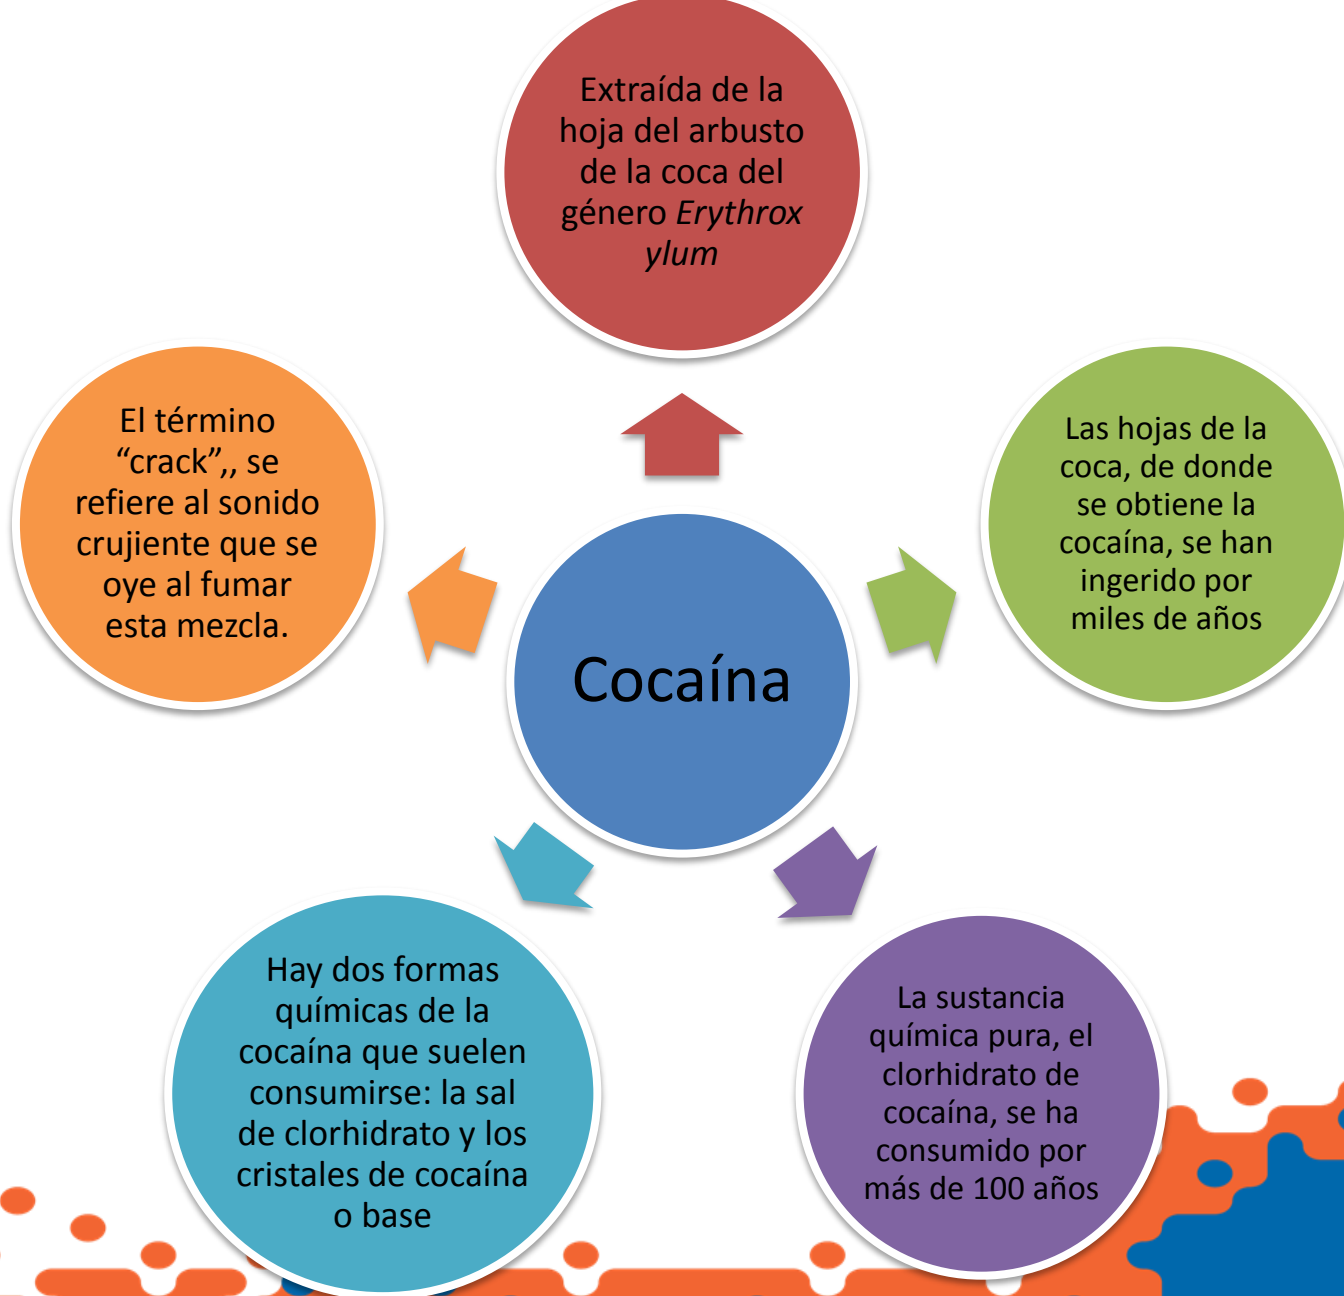 Extraída de la
hoja del arbusto
de la coca del
género Erythrox
ylum
El término
“crack”,, se
refiere al sonido
crujiente que se
oye al fumar
esta mezcla.
Las hojas de la
coca, de donde
se obtiene la
cocaína, se han
ingerido por
miles de años
Cocaína
Hay dos formas
químicas de la
cocaína que suelen
consumirse: la sal
de clorhidrato y los
cristales de cocaína
o base
La sustancia
química pura, el
clorhidrato de
cocaína, se ha
consumido por
más de 100 años